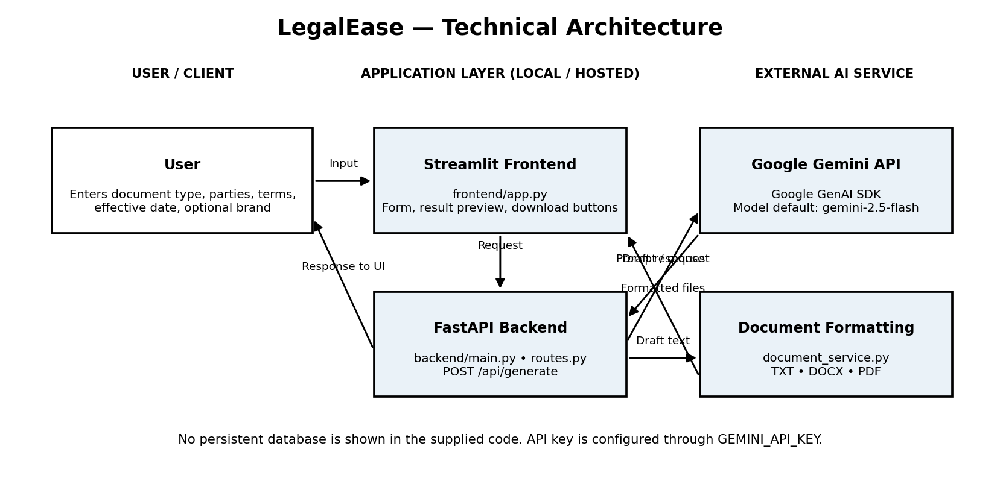 LegalEase — Technical Architecture
USER / CLIENT
APPLICATION LAYER (LOCAL / HOSTED)
EXTERNAL AI SERVICE
User
Enters document type, parties, terms,
effective date, optional brand
Input
Streamlit Frontend
frontend/app.py
Form, result preview, download buttons
Google Gemini API
Google GenAI SDK
Model default: gemini-2.5-flash
Request
Response to UI
Prompt / request
Draft response
Formatted files
FastAPI Backend
backend/main.py • routes.py
POST /api/generate
Draft text
Document Formatting
document_service.py
TXT • DOCX • PDF
No persistent database is shown in the supplied code. API key is configured through GEMINI_API_KEY.